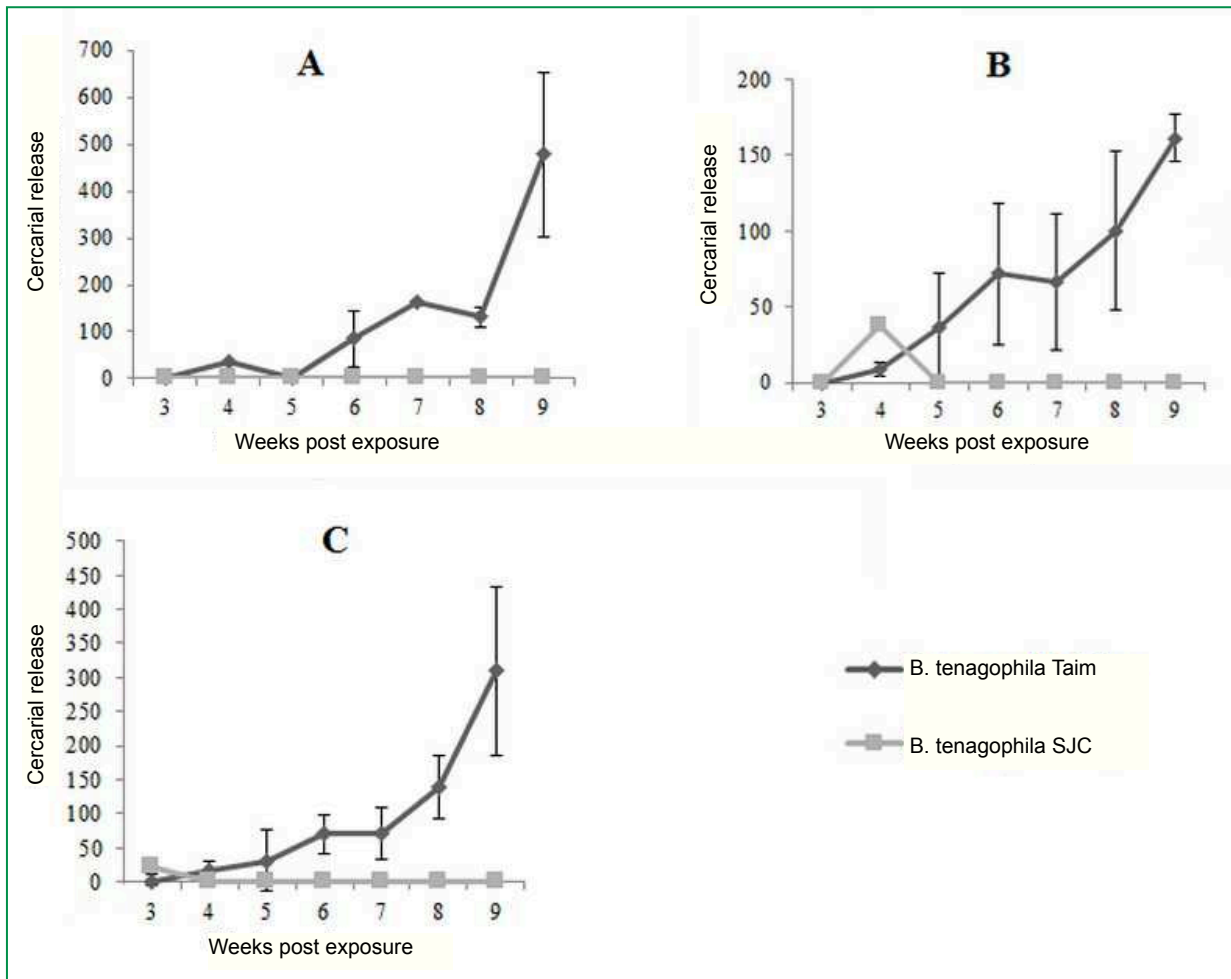 A
700
600
500
400
300
200
100
0
Cercarial release
3 4 5 6 7 8 9
Weeks post exposure
B
200
150
100
50
0
Cercarial release
3 4 5 6 7 8 9
Weeks post exposure
C
500
450
400
350
300
250
200
150
100
50
0
Cercarial release
3 4 5 6 7 8 9
Weeks post exposure
B. tenagophila Taim
B. tenagophila SJC